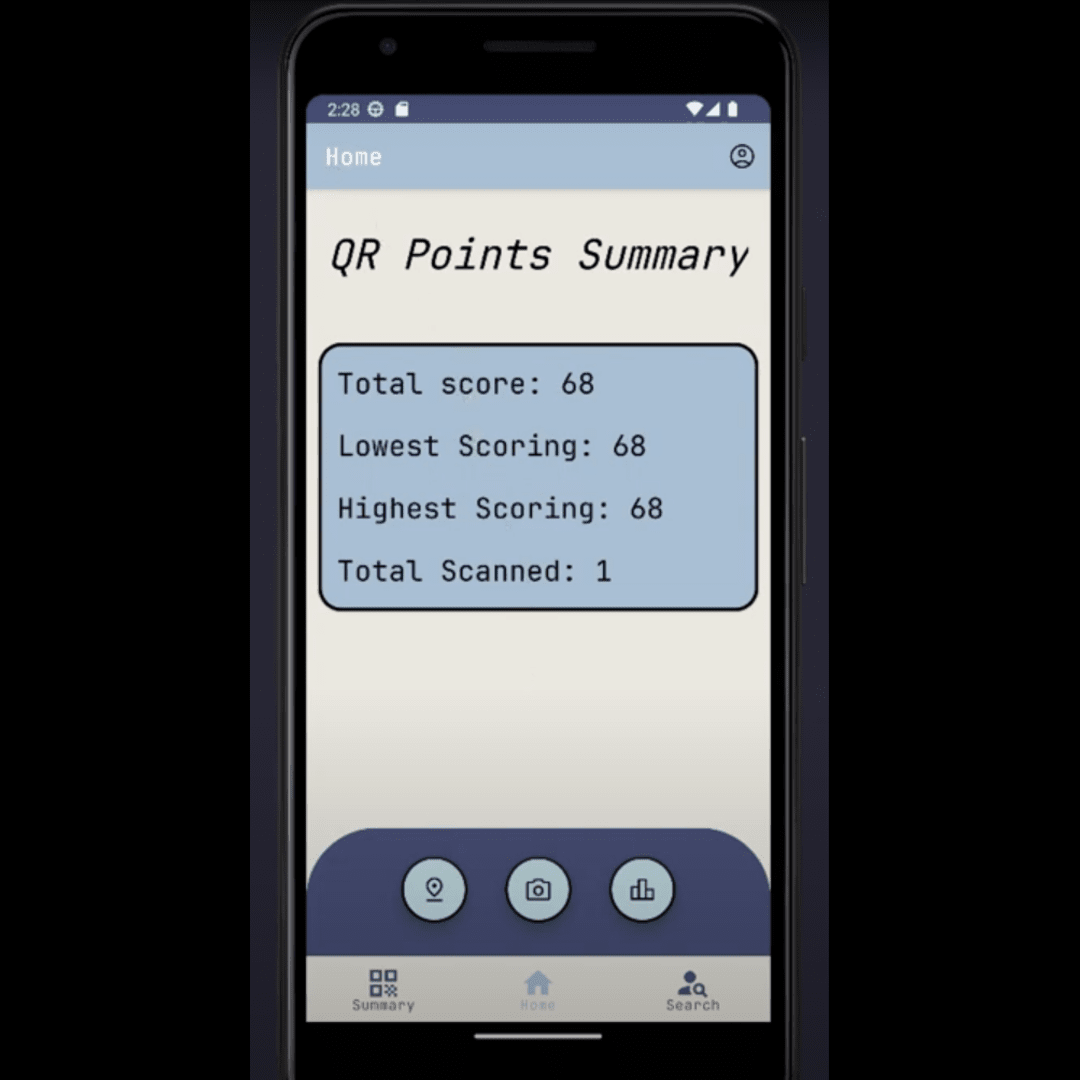 2:28
Home
QR Points Summary
Total score: 68
Lowest Scoring: 68
Highest Scoring: 68
Total Scanned: 1
Summary
Home
Search